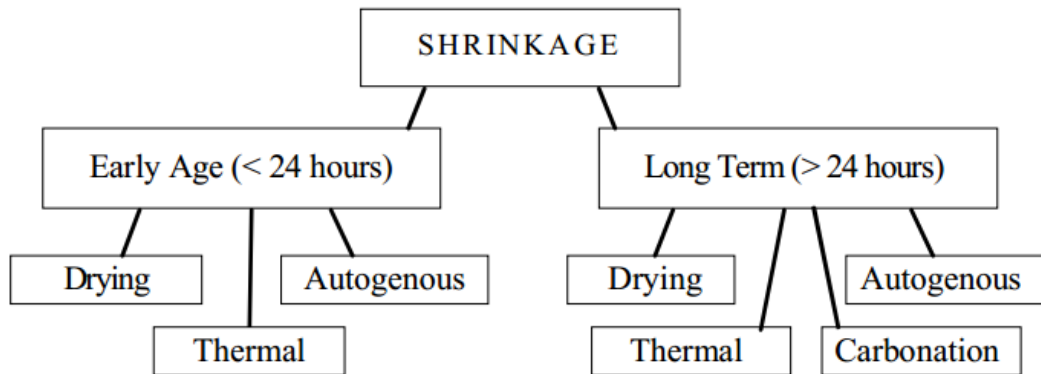 SHRINKAGE
Early Age (< 24 hours)
Long Term (> 24 hours)
Drying
Autogenous
Drying
Autogenous
Thermal
Thermal
Carbonation